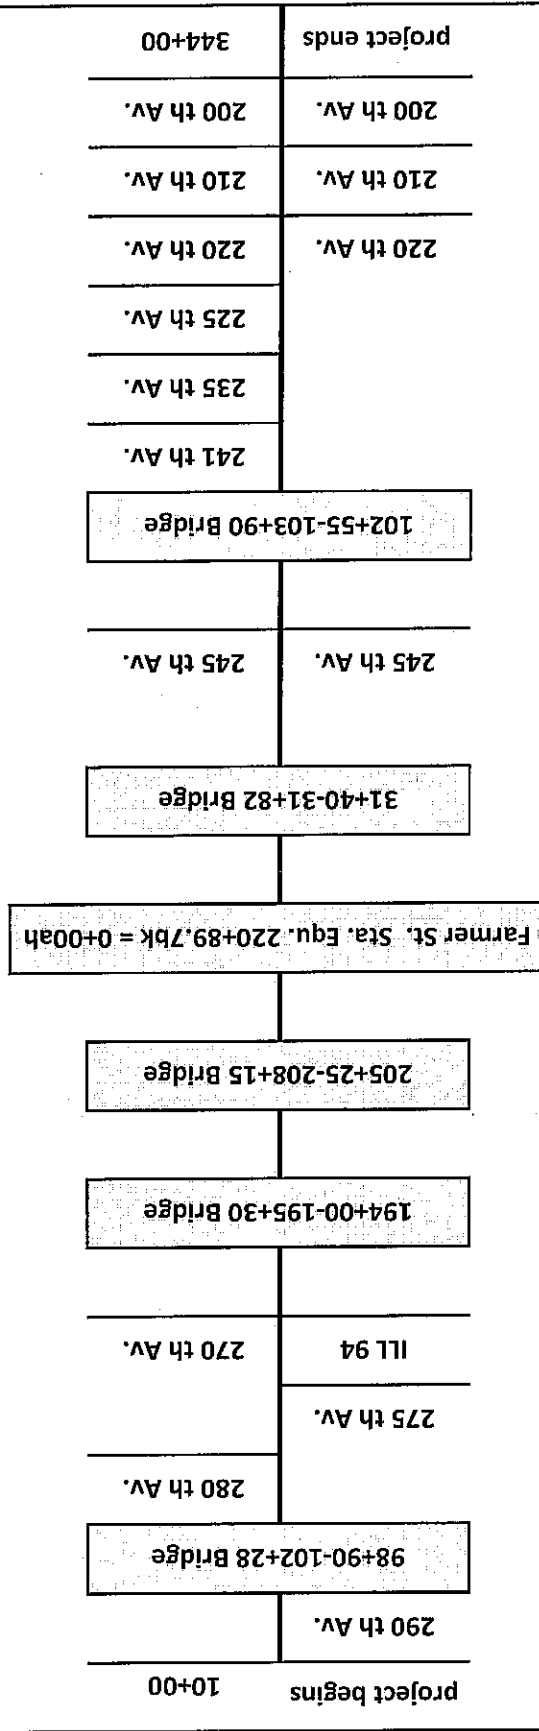 project begins 10+00
290 th Av.
98+90-102+28 Bridge
280 th Av.
275 th Av.
ILL 94 270 th Av.
194+00-195+30 Bridge
205+25-208+15 Bridge
Farmer St. Sta. Equ. 220+89.7bk = 0+00ah
31+40-31+82 Bridge
245 th Av. 245 th Av.
102+55-103+90 Bridge
241 th Av.
235 th Av.
225 th Av.
220 th Av. 220 th Av.
210 th Av. 210 th Av.
200 th Av. 200 th Av.
project ends 344+00